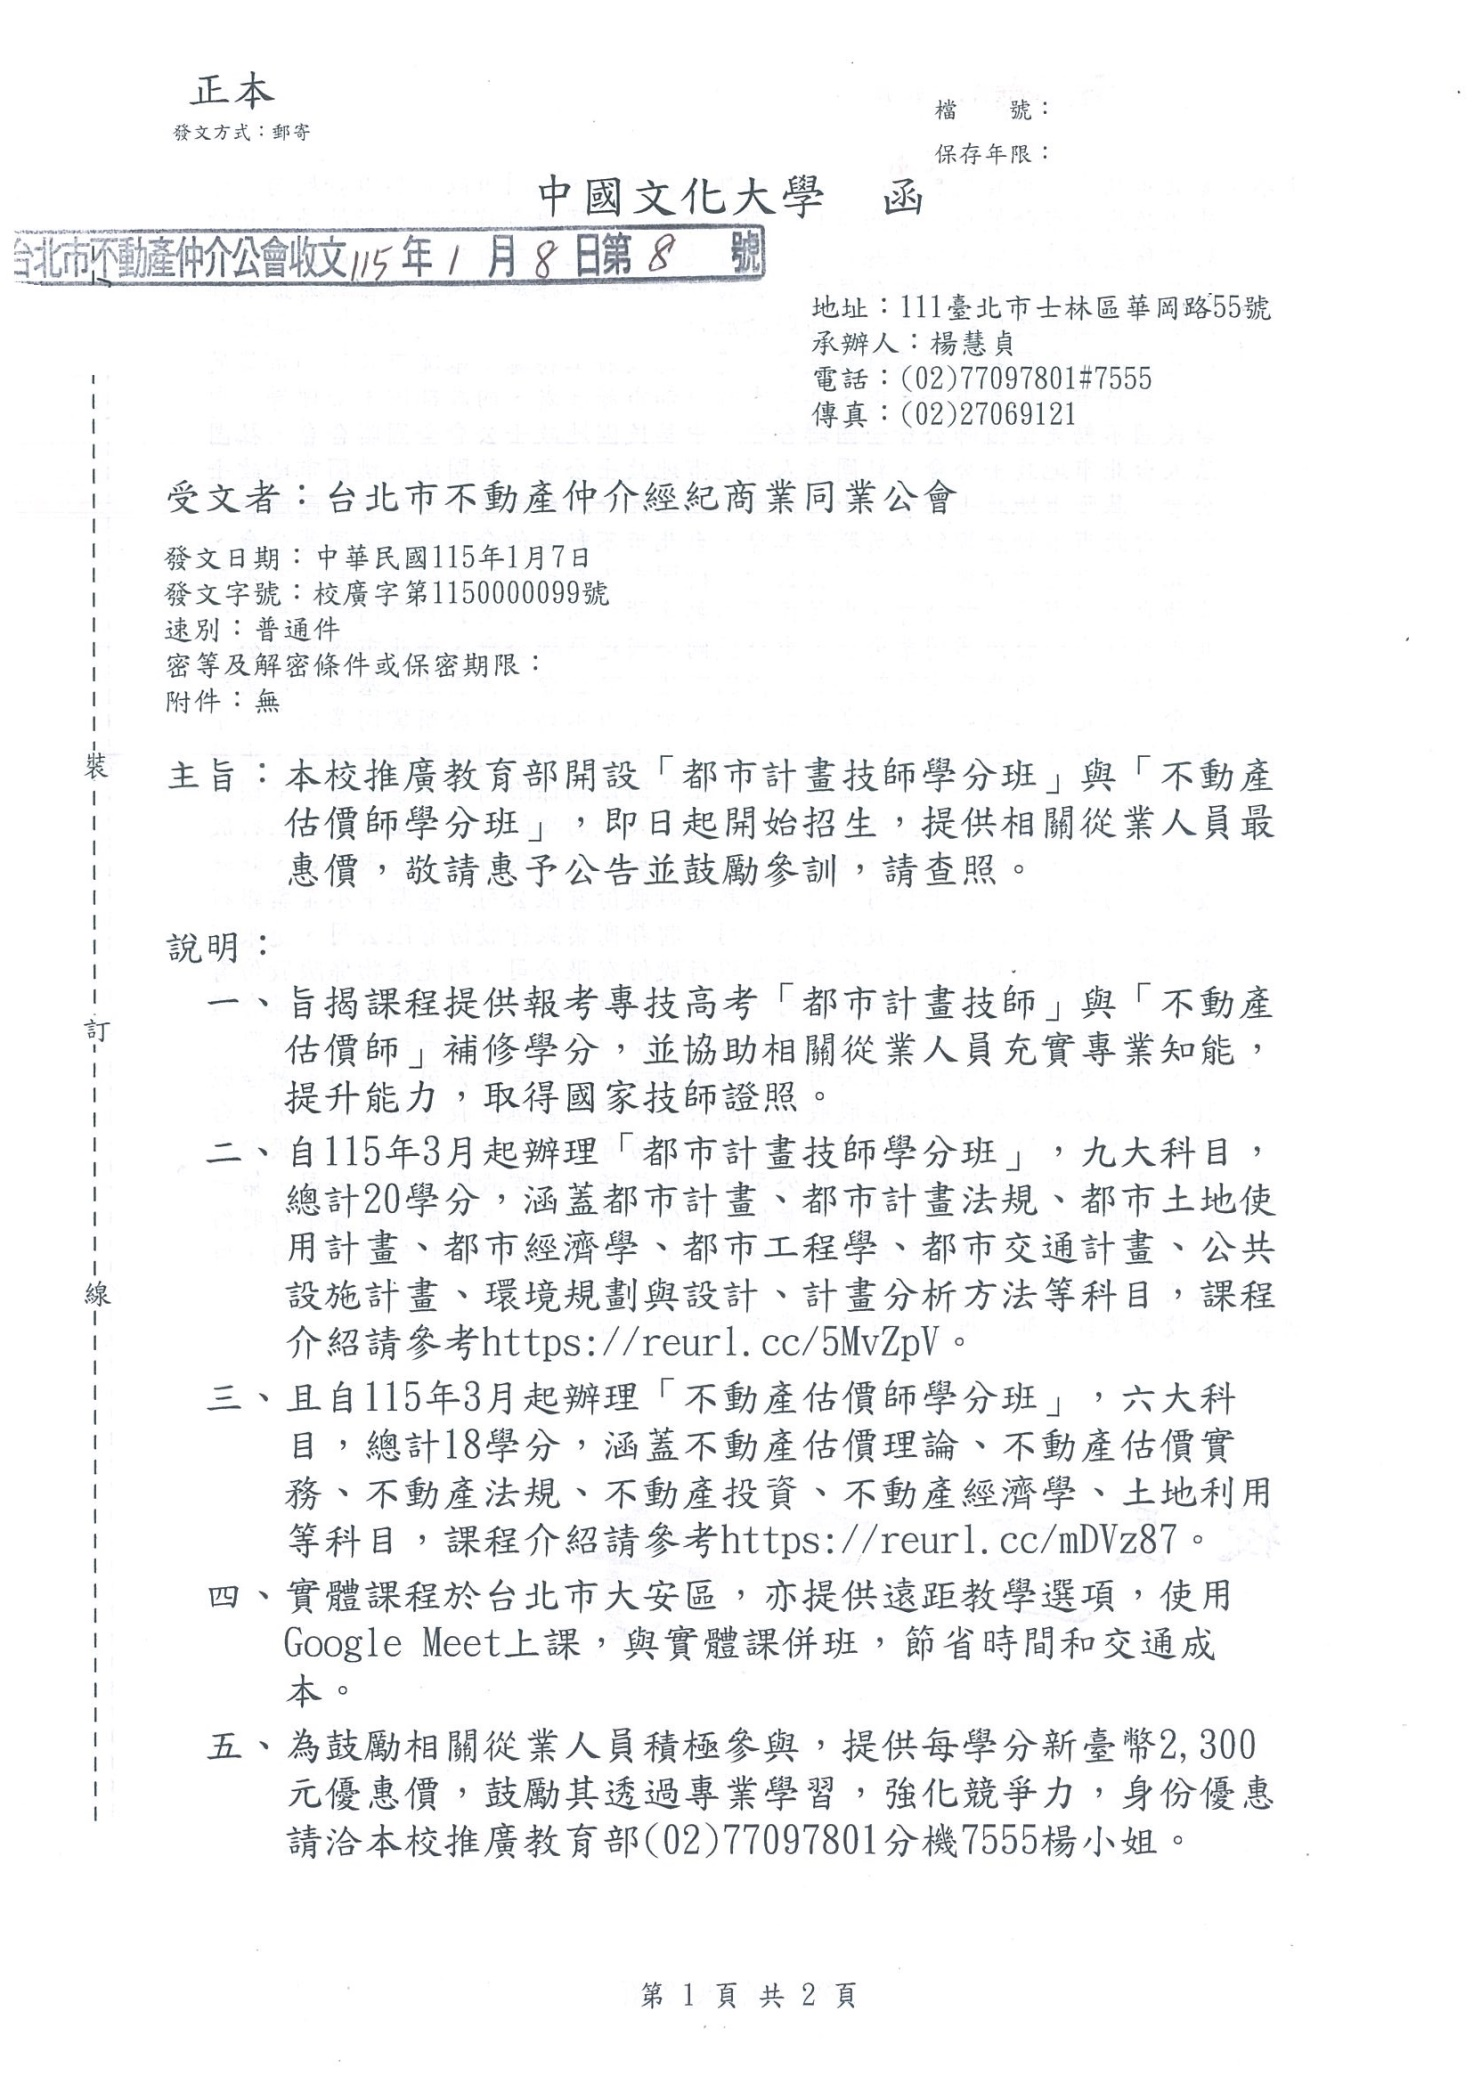 正本
發文方式：郵寄
檔　　號：
保存年限：
中國文化大學　函
台北市不動產仲介公會收文115年1月8日第8號
地址：111臺北市士林區華岡路55號
承辦人：楊慧貞
電話：(02)77097801#7555
傳真：(02)27069121
受文者：台北市不動產仲介經紀商業同業公會
發文日期：中華民國115年1月7日
發文字號：校廣字第1150000099號
速別：普通件
密等及解密條件或保密期限：
附件：無
主旨：本校推廣教育部開設「都市計畫技師學分班」與「不動產
估價師學分班」，即日起開始招生，提供相關從業人員最
惠價，敬請惠予公告並鼓勵參訓，請查照。
說明：
一、旨揭課程提供報考專技高考「都市計畫技師」與「不動產
估價師」補修學分，並協助相關從業人員充實專業知能，
提升能力，取得國家技師證照。
二、自115年3月起辦理「都市計畫技師學分班」，九大科目，
總計20學分，涵蓋都市計畫、都市計畫法規、都市土地使
用計畫、都市經濟學、都市工程學、都市交通計畫、公共
設施計畫、環境規劃與設計、計畫分析方法等科目，課程
介紹請參考https://reurl.cc/5MvZpV。
三、且自115年3月起辦理「不動產估價師學分班」，六大科
目，總計18學分，涵蓋不動產估價理論、不動產估價實
務、不動產法規、不動產投資、不動產經濟學、土地利用
等科目，課程介紹請參考https://reurl.cc/mDVz87。
四、實體課程於台北市大安區，亦提供遠距教學選項，使用
Google Meet上課，與實體課併班，節省時間和交通成
本。
五、為鼓勵相關從業人員積極參與，提供每學分新臺幣2,300
元優惠價，鼓勵其透過專業學習，強化競爭力，身份優惠
請洽本校推廣教育部(02)77097801分機7555楊小姐。
裝
訂
線
第 1 頁 共 2 頁